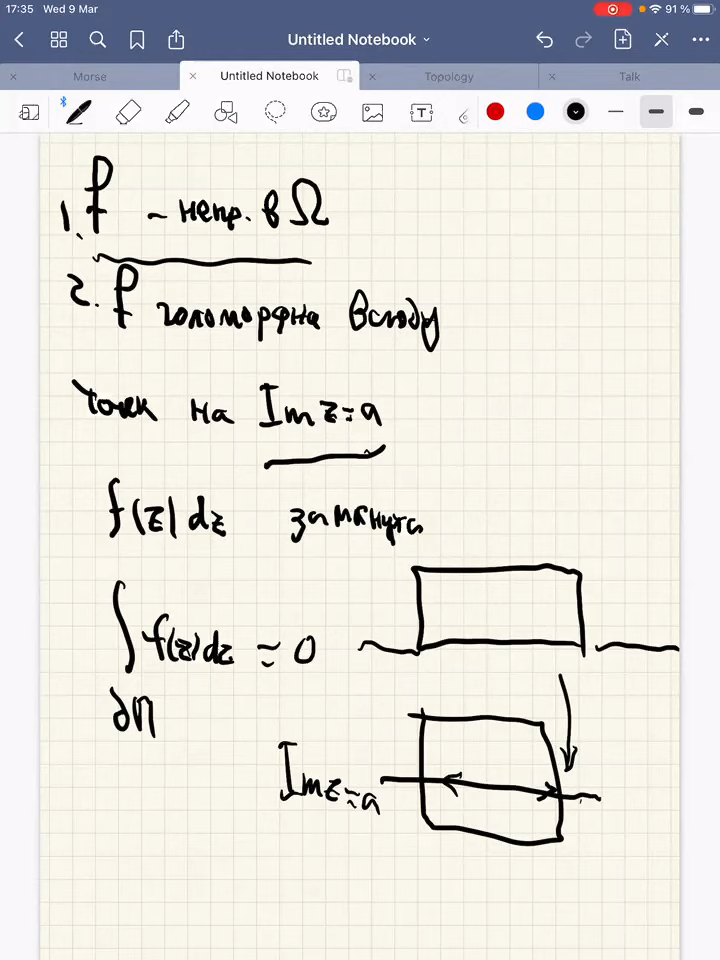 17:35 Wed 9 Mar
91 %
Untitled Notebook
Morse
Untitled Notebook
Topology
Talk
1. f – непр. в Ω
2. f голоморфна всюду
точк на Im z = a
f(z) dz замкнута
∫ f(z) dz = 0
∂Π
Im z = a